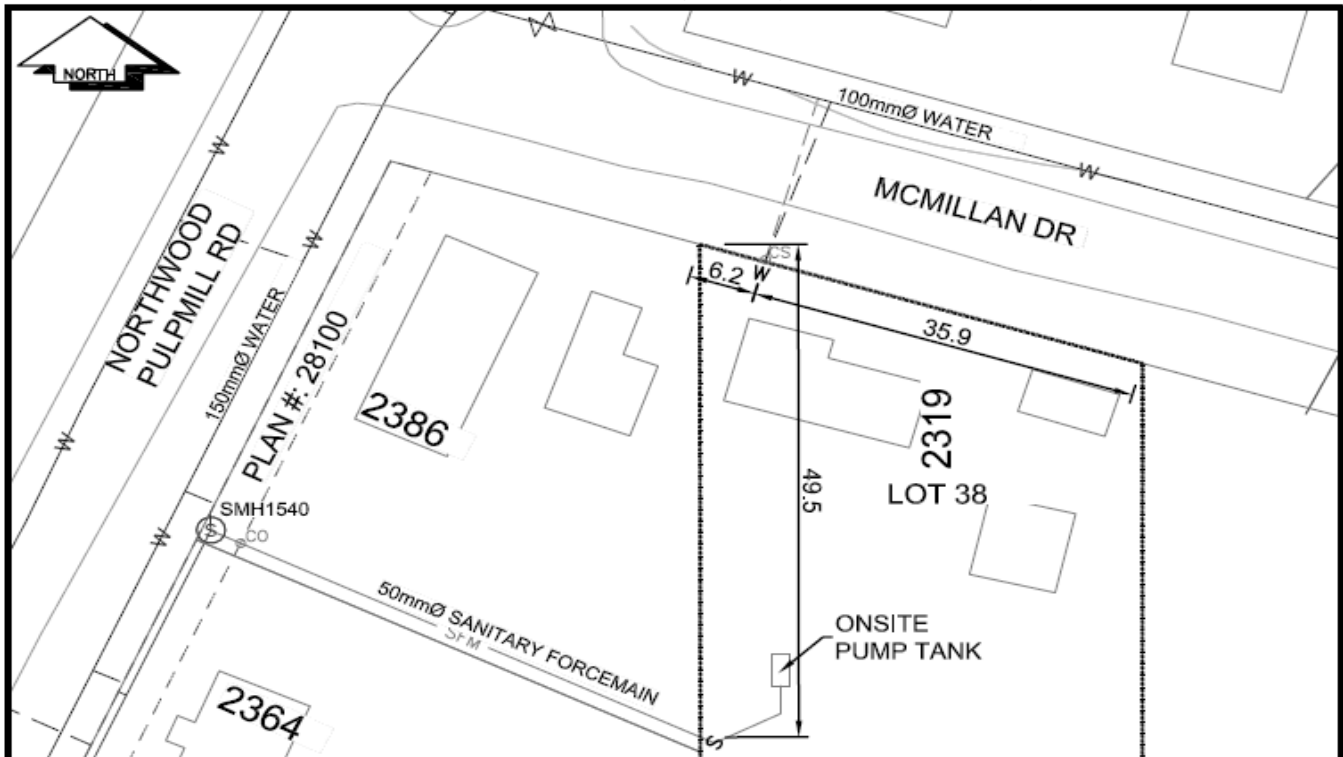 NORTH
W
100mmØ WATER
W
W
MCMILLAN DR
NORTHWOOD
PULPMILL RD
W
CS
W
6.2
35.9
150mmØ WATER
PLAN #: 28100
2386
2319
LOT 38
49.5
W
SMH1540
S
CO
W
50mmØ SANITARY FORCEMAIN
SFM
ONSITE
PUMP TANK
2364
S